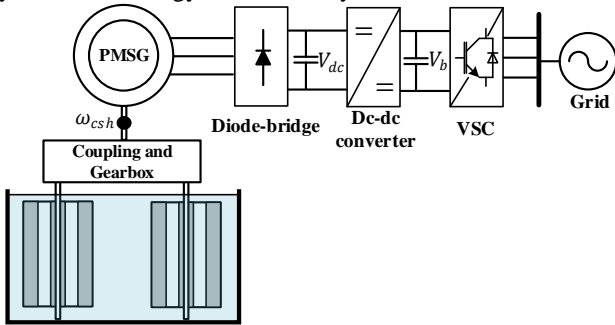 PMSG
V_dc
V_b
ω_csh
Grid
Diode-bridge
Dc-dc
converter
VSC
Coupling and
Gearbox